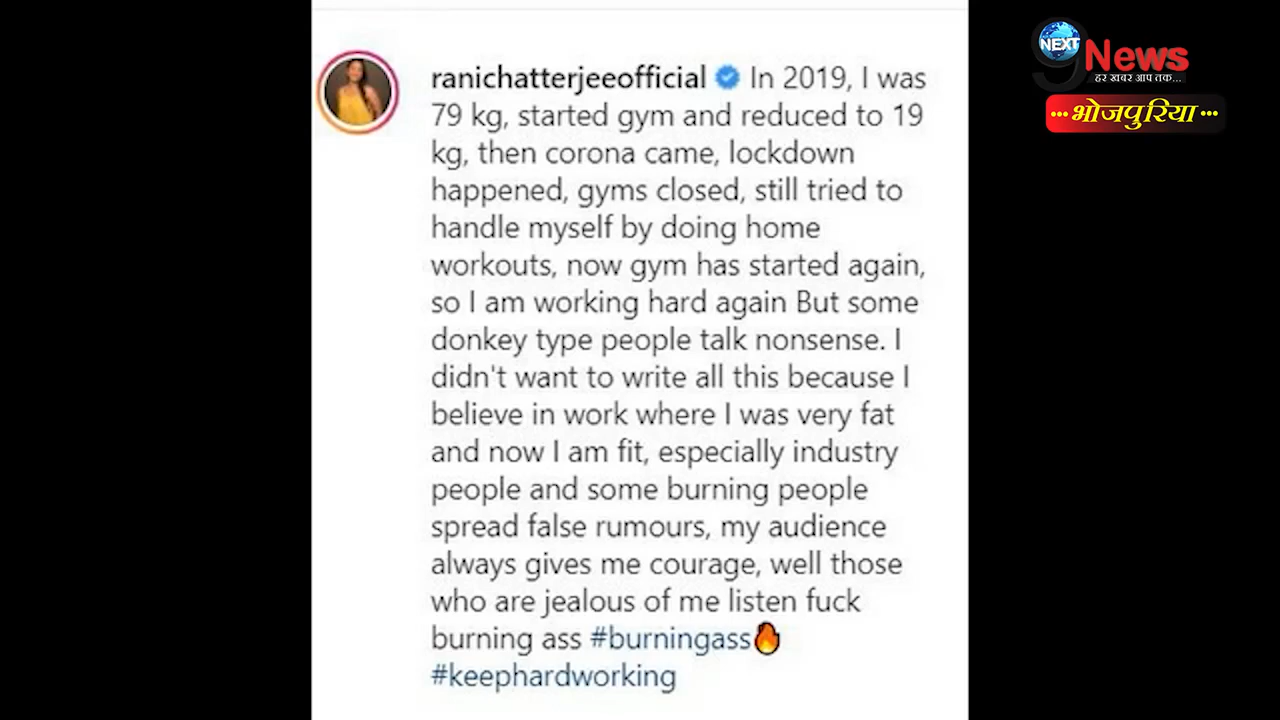 NEXT
9 News
हर खबर आप तक...
...भोजपुरिया...
ranichatterjeeofficial In 2019, I was
79 kg, started gym and reduced to 19
kg, then corona came, lockdown
happened, gyms closed, still tried to
handle myself by doing home
workouts, now gym has started again,
so I am working hard again But some
donkey type people talk nonsense. I
didn't want to write all this because I
believe in work where I was very fat
and now I am fit, especially industry
people and some burning people
spread false rumours, my audience
always gives me courage, well those
who are jealous of me listen fuck
burning ass #burningass🔥
#keephardworking